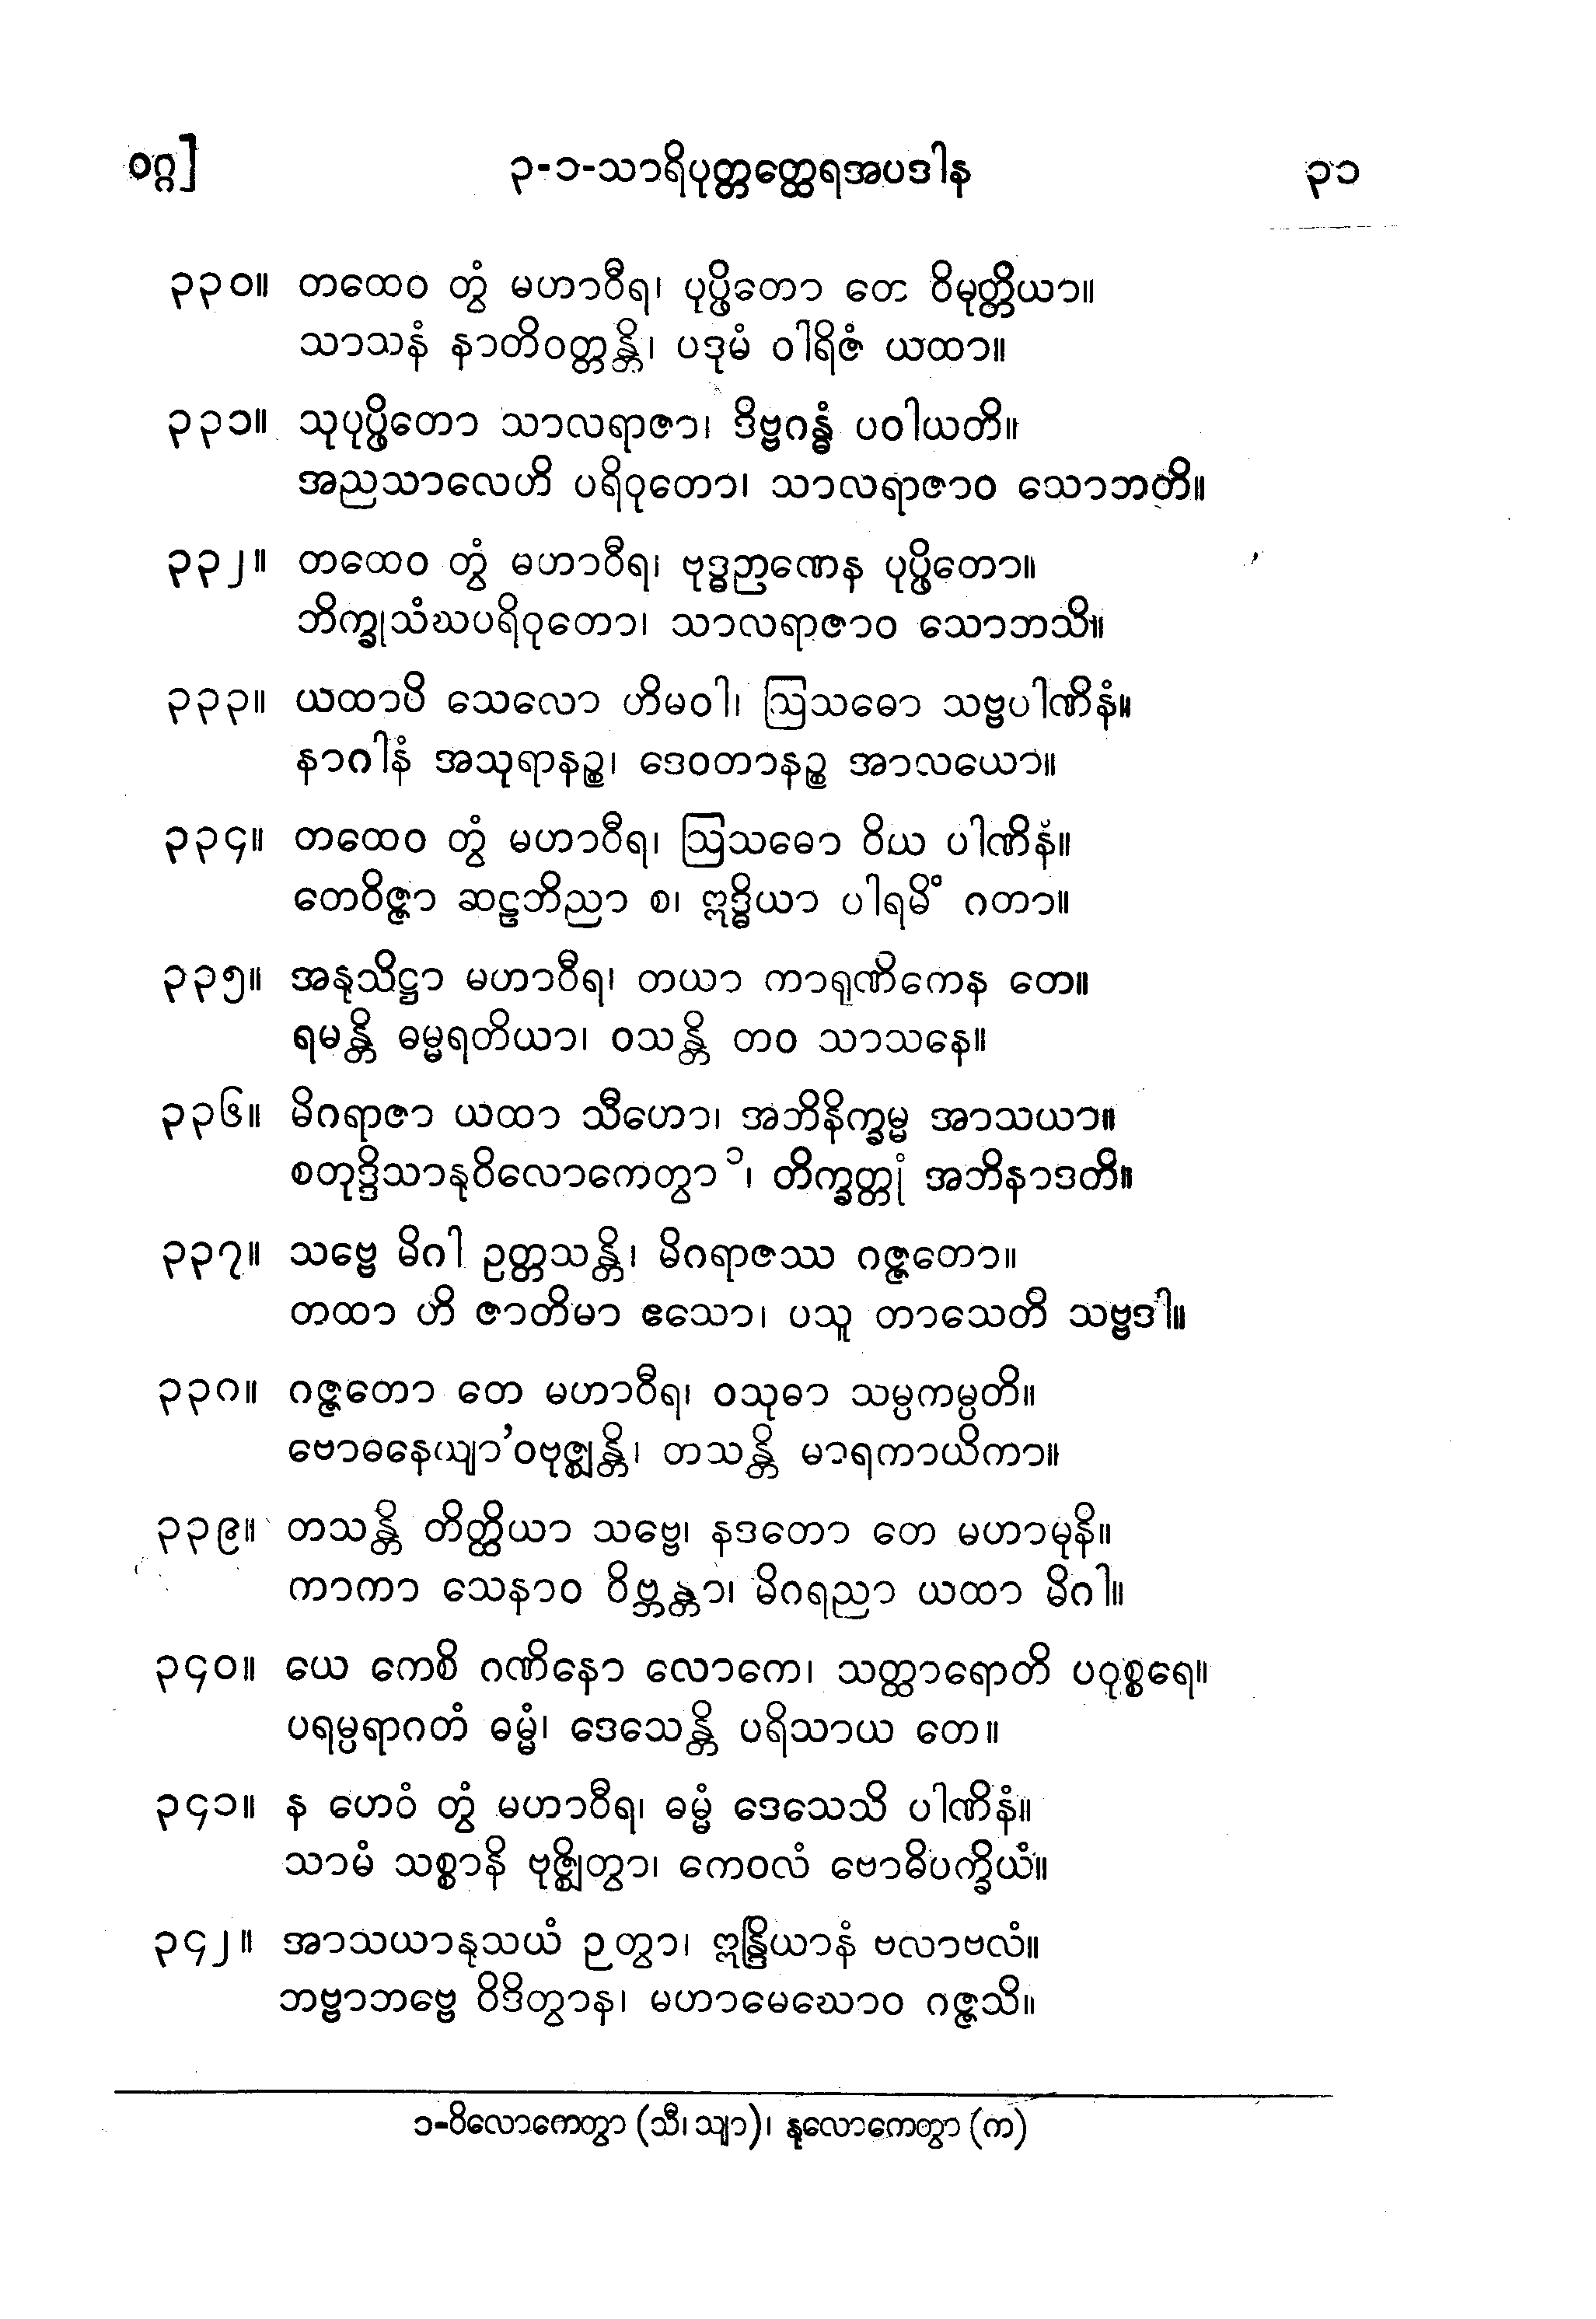 ဝဂ္ဂ]
၃-၁-သာရိပုတ္တတ္ထေရအပဒါန
၃၁
၃၃၀။ တထေဝ တွံ မဟာဝီရ၊ ပုပ္ဖိတော တေ ဝိမုတ္တိယာ။
သာသနံ နာတိဝတ္တန္တိ၊ ပဒုမံ ဝါရိဇံ ယထာ။
၃၃၁။ သုပုပ္ဖိတော သာလရာဇာ၊ ဒိဗ္ဗဂန္ဓံ ပဝါယတိ။
အညသာလေဟိ ပရိဝုတော၊ သာလရာဇာဝ သောဘတိ။
၃၃၂။ တထေဝ တွံ မဟာဝီရ၊ ဗုဒ္ဓဉာဏေန ပုပ္ဖိတော။
ဘိက္ခုသံဃပရိဝုတော၊ သာလရာဇာဝ သောဘသိ။
၃၃၃။ ယထာပိ သေလော ဟိမဝါ၊ ဩသဓော သဗ္ဗပါဏိနံ။
နာဂါနံ အသုရာနဉ္စ၊ ဒေဝတာနဉ္စ အာလယော။
၃၃၄။ တထေဝ တွံ မဟာဝီရ၊ ဩသဓော ဝိယ ပါဏိနံ။
တေဝိဇ္ဇာ ဆဠဘိညာ စ၊ ဣဒ္ဓိယာ ပါရမိံ ဂတာ။
၃၃၅။ အနုသိဋ္ဌာ မဟာဝီရ၊ တယာ ကာရုဏိကေန တေ။
ရမန္တိ ဓမ္မရတိယာ၊ ဝသန္တိ တဝ သာသနေ။
၃၃၆။ မိဂရာဇာ ယထာ သီဟော၊ အဘိနိက္ခမ္မ အာသယာ။
စတုဒ္ဒိသာနုဝိလောကေတွာ ၁၊ တိက္ခတ္တုံ အဘိနာဒတိ။
၃၃၇။ သဗ္ဗေ မိဂါ ဥတ္တသန္တိ၊ မိဂရာဇဿ ဂဇ္ဇတော။
တထာ ဟိ ဇာတိမာ ဧသော၊ ပသူ တာသေတိ သဗ္ဗဒါ။
၃၃၈။ ဂဇ္ဇတော တေ မဟာဝီရ၊ ဝသုဓာ သမ္ပကမ္ပတိ။
ဗောဓနေယျာ’ဝဗုဇ္ဈန္တိ၊ တသန္တိ မာရကာယိကာ။
၃၃၉။ တသန္တိ တိတ္ထိယာ သဗ္ဗေ၊ နဒတော တေ မဟာမုနိ။
ကာကာ သေနာဝ ဝိဗ္ဘန္တာ၊ မိဂရညာ ယထာ မိဂါ။
၃၄၀။ ယေ ကေစိ ဂဏိနော လောကေ၊ သတ္ထာရောတိ ပဝုစ္စရေ။
ပရမ္ပရာဂတံ ဓမ္မံ၊ ဒေသေန္တိ ပရိသာယ တေ။
၃၄၁။ န ဟေဝံ တွံ မဟာဝီရ၊ ဓမ္မံ ဒေသေသိ ပါဏိနံ။
သာမံ သစ္စာနိ ဗုဇ္ဈိတွာ၊ ကေဝလံ ဗောဓိပက္ခိယံ။
၃၄၂။ အာသယာနုသယံ ဉတွာ၊ ဣန္ဒြိယာနံ ဗလာဗလံ။
ဘဗ္ဗာဘဗ္ဗေ ဝိဒိတွာန၊ မဟာမေဃောဝ ဂဇ္ဇသိ။
၁-ဝိလောကေတွာ (သီ၊ သျာ)၊ နုလောကေတွာ (က)